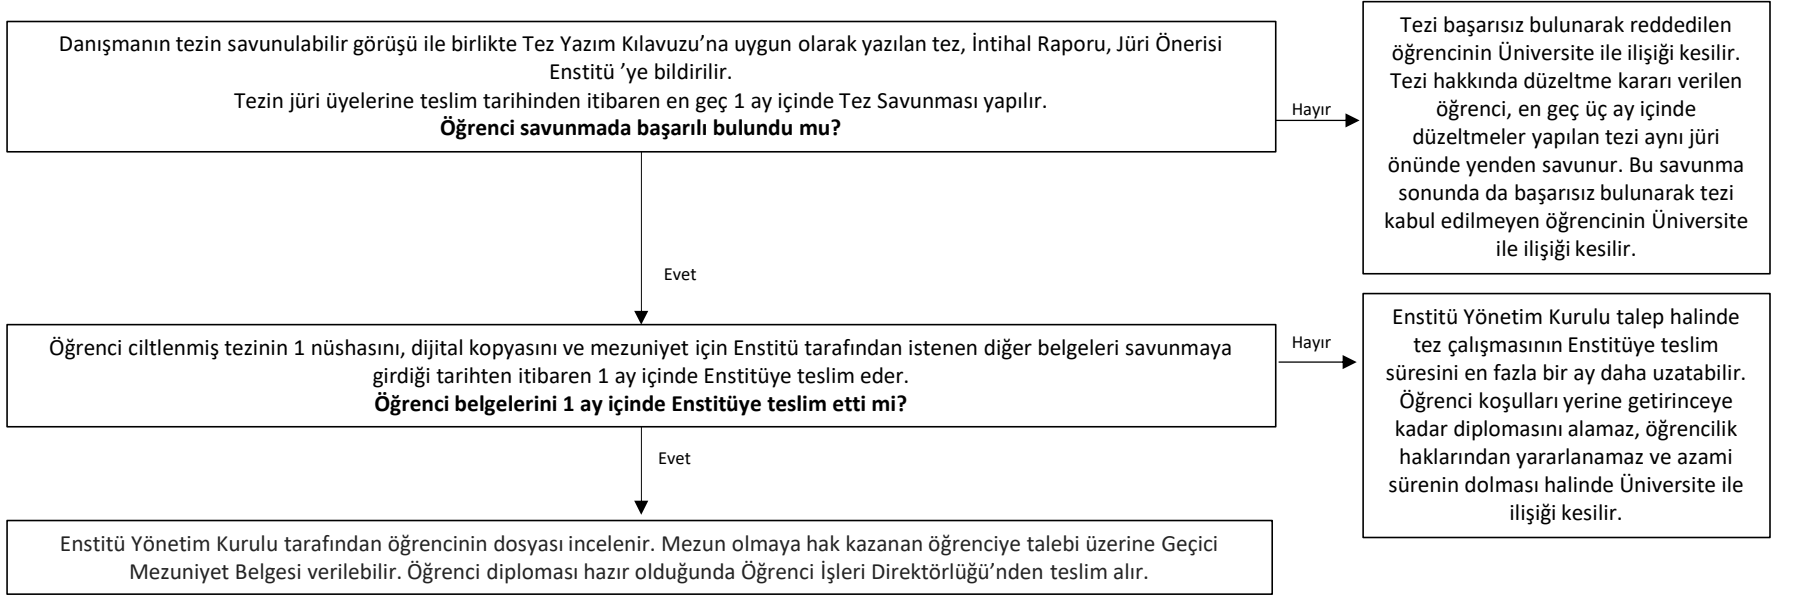 Danışmanın tezin savunulabilir görüşü ile birlikte Tez Yazım Kılavuzu’na uygun olarak yazılan tez, İntihal Raporu, Jüri Önerisi
Enstitü ’ye bildirilir.
Tezin jüri üyelerine teslim tarihinden itibaren en geç 1 ay içinde Tez Savunması yapılır.
Öğrenci savunmada başarılı bulundu mu?
Hayır
Tezi başarısız bulunarak reddedilen
öğrencinin Üniversite ile ilişiği kesilir.
Tezi hakkında düzeltme kararı verilen
öğrenci, en geç üç ay içinde
düzeltmeler yapılan tezi aynı jüri
önünde yenden savunur. Bu savunma
sonunda da başarısız bulunarak tezi
kabul edilmeyen öğrencinin Üniversite
ile ilişiği kesilir.
Evet
Öğrenci ciltlenmiş tezinin 1 nüshasını, dijital kopyasını ve mezuniyet için Enstitü tarafından istenen diğer belgeleri savunmaya
girdiği tarihten itibaren 1 ay içinde Enstitüye teslim eder.
Öğrenci belgelerini 1 ay içinde Enstitüye teslim etti mi?
Hayır
Enstitü Yönetim Kurulu talep halinde
tez çalışmasının Enstitüye teslim
süresini en fazla bir ay daha uzatabilir.
Öğrenci koşulları yerine getirinceye
kadar diplomasını alamaz, öğrencilik
haklarından yararlanamaz ve azami
sürenin dolması halinde Üniversite ile
ilişiği kesilir.
Evet
Enstitü Yönetim Kurulu tarafından öğrencinin dosyası incelenir. Mezun olmaya hak kazanan öğrenciye talebi üzerine Geçici
Mezuniyet Belgesi verilebilir. Öğrenci diploması hazır olduğunda Öğrenci İşleri Direktörlüğü’nden teslim alır.